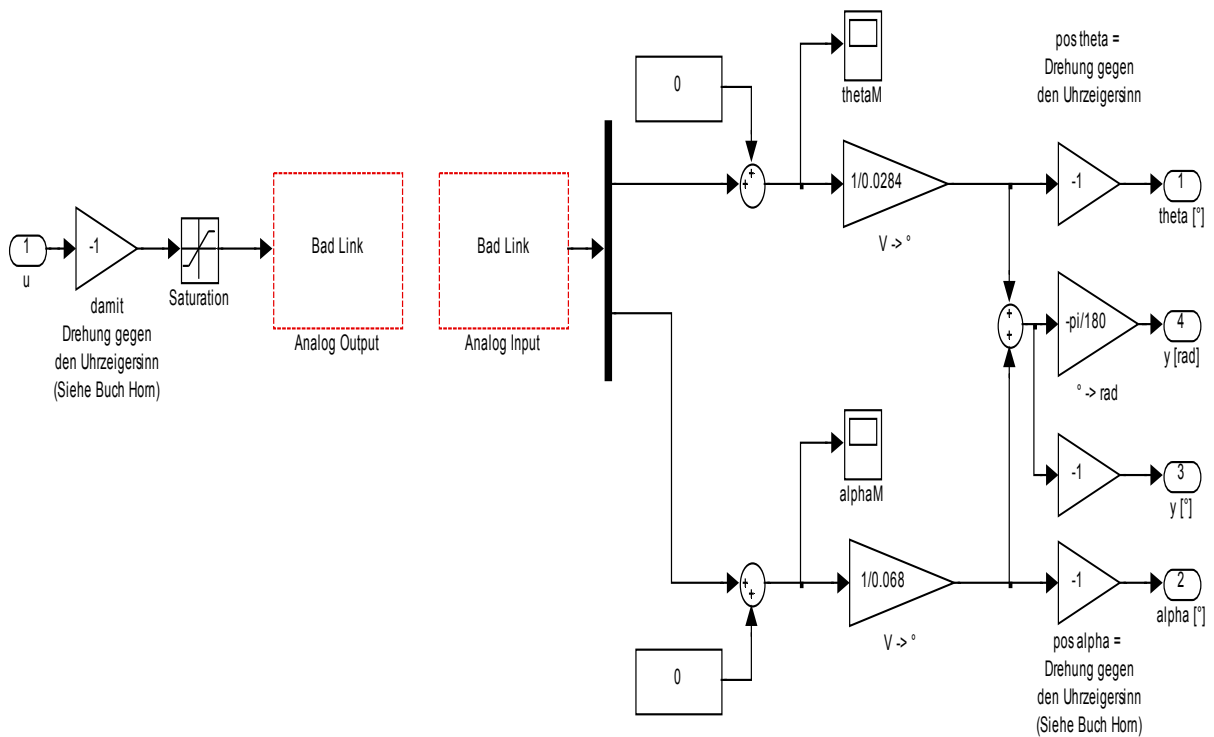 1
u
-1
damit
Drehung gegen
den Uhrzeigersinn
(Siehe Buch Horn)
Saturation
Bad Link
Analog Output
Bad Link
Analog Input
0
+
+
thetaM
1/0.0284
V -> °
pos theta =
Drehung gegen
den Uhrzeigersinn
-1
1
theta [°]
+
+
-pi/180
° -> rad
4
y [rad]
-1
3
y [°]
alphaM
+
+
0
1/0.068
V -> °
-1
2
alpha [°]
pos alpha =
Drehung gegen
den Uhrzeigersinn
(Siehe Buch Horn)